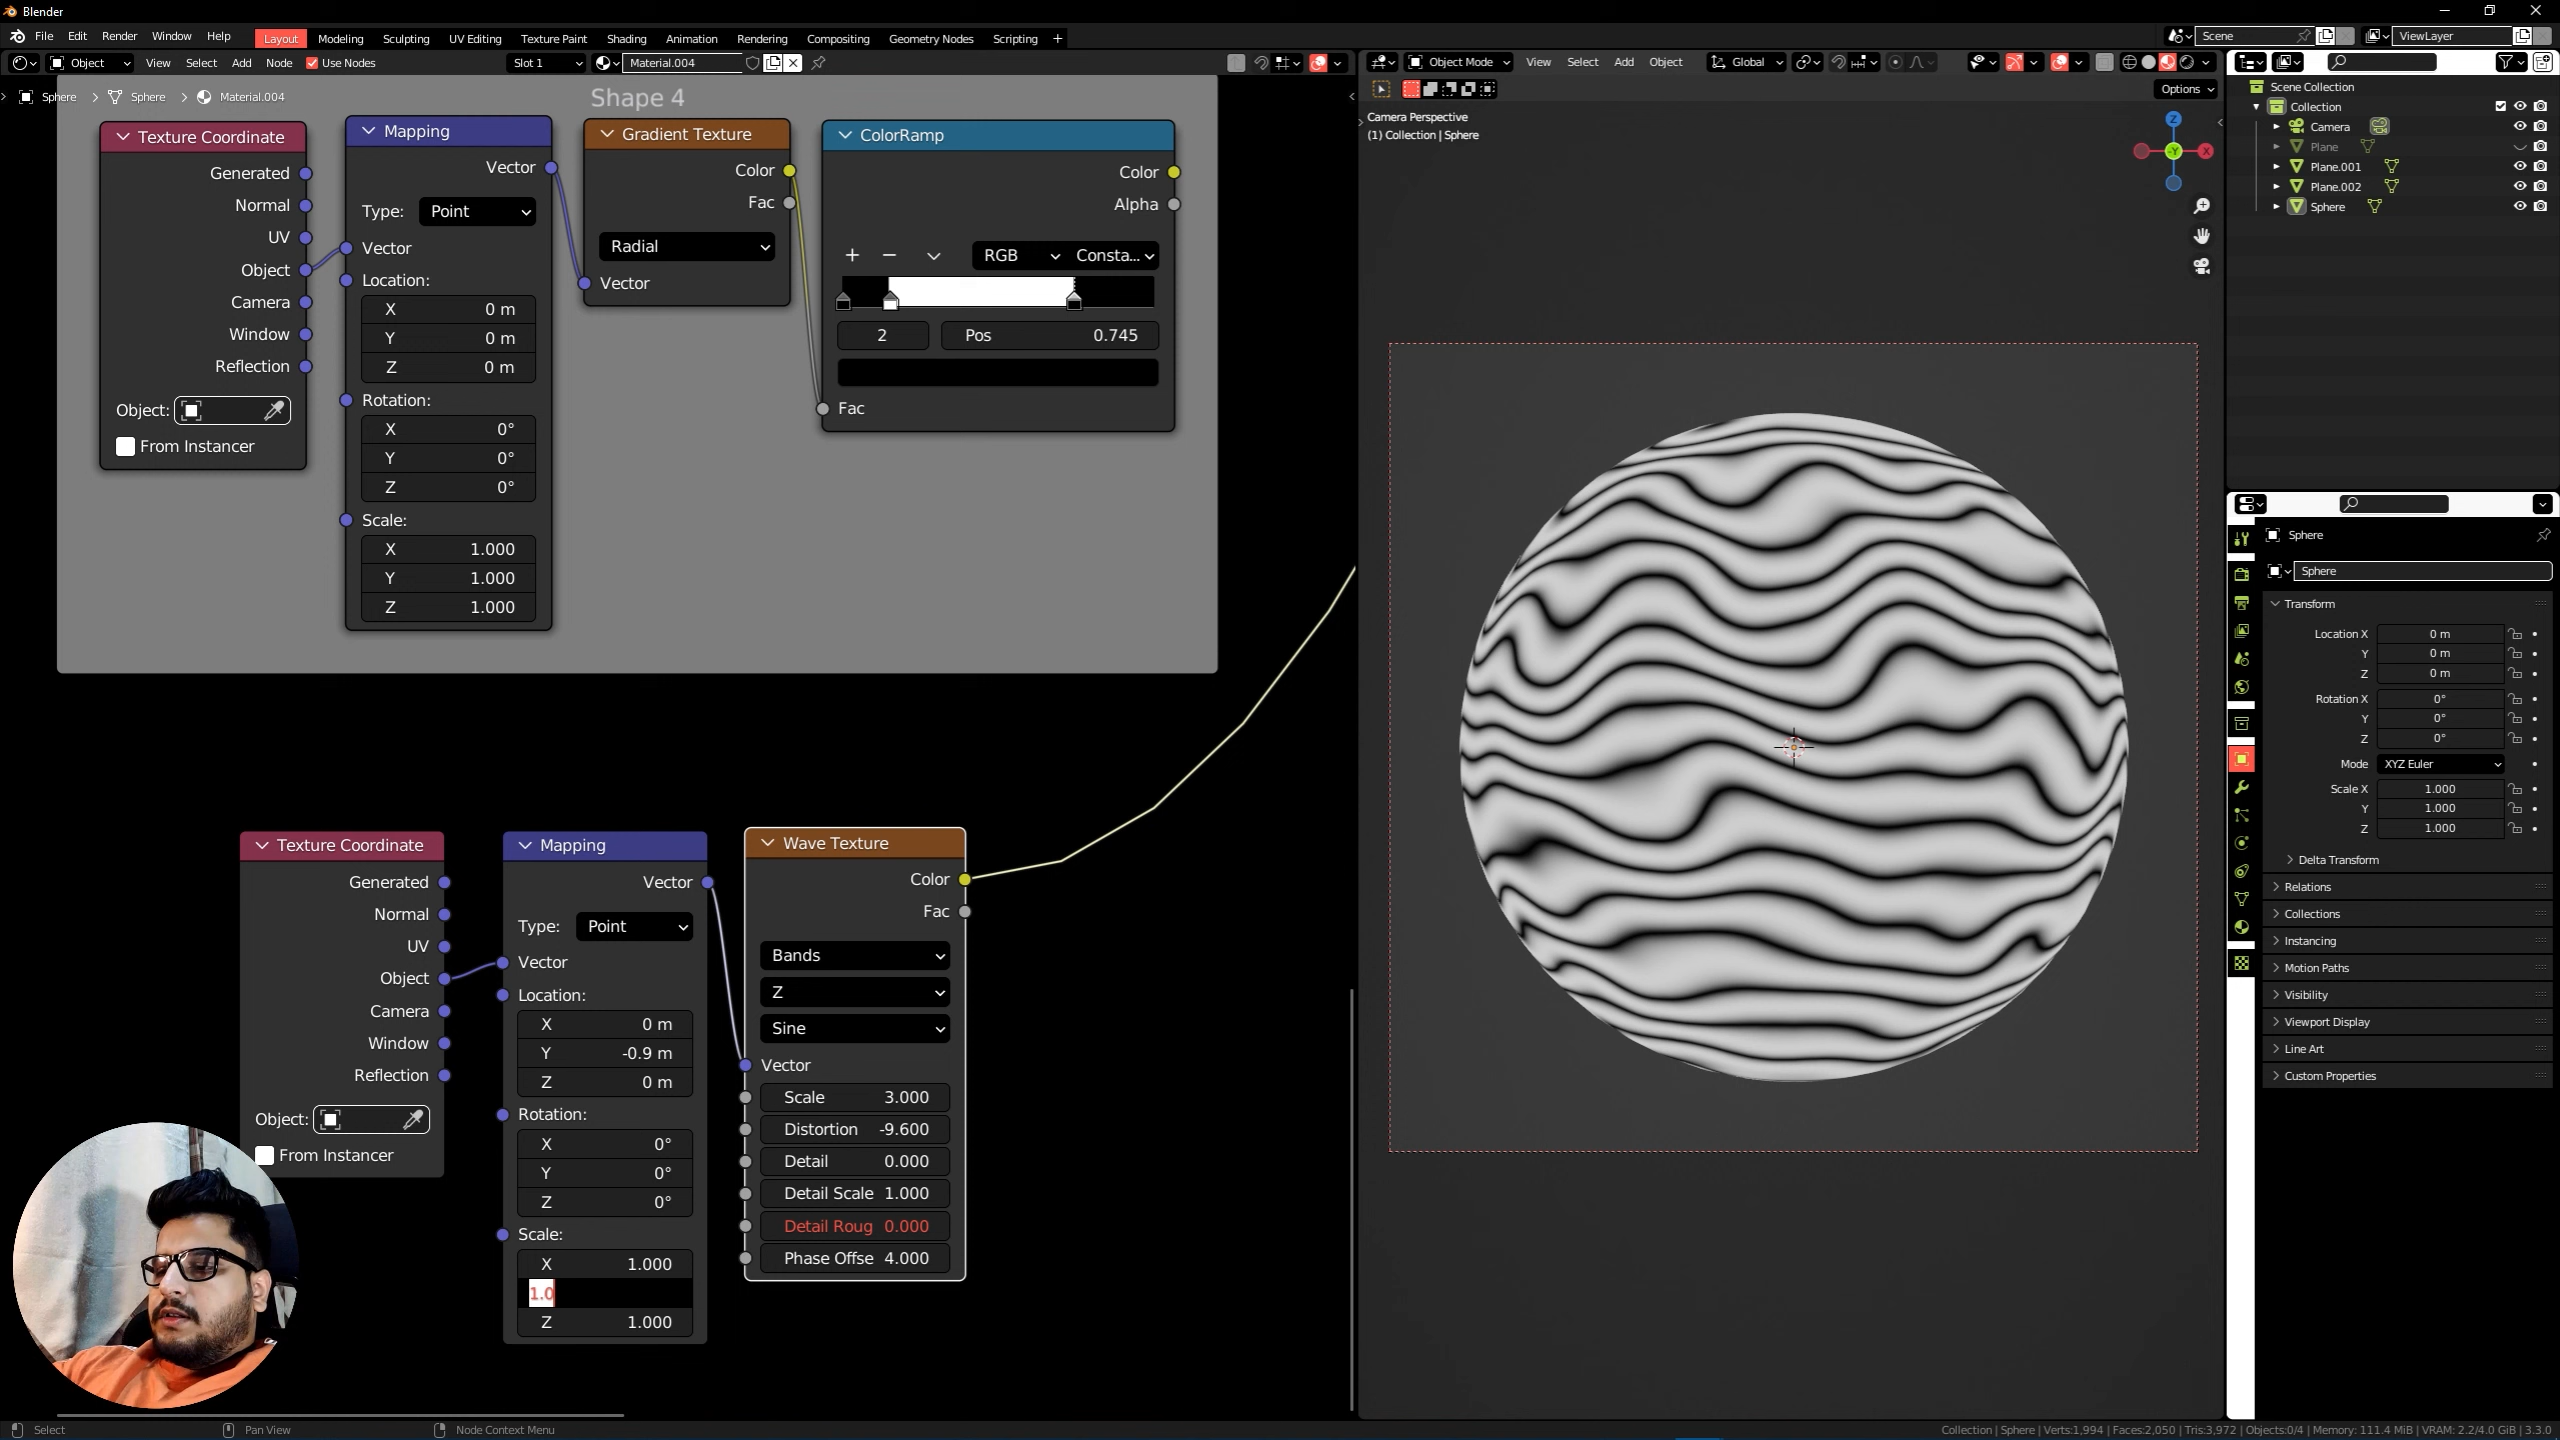 Blender
File Edit Render Window Help Layout Modeling Sculpting UV Editing Texture Paint Shading Animation Rendering Compositing Geometry Nodes Scripting +
Scene
ViewLayer
Object View Select Add Node Use Nodes Slot 1 Material.004
Sphere > Sphere > Material.004
Shape 4
Texture Coordinate
Generated
Normal
UV
Object
Camera
Window
Reflection
Object:
From Instancer
Mapping
Vector
Type: Point
Vector
Location:
X 0 m
Y 0 m
Z 0 m
Rotation:
X 0°
Y 0°
Z 0°
Scale:
X 1.000
Y 1.000
Z 1.000
Gradient Texture
Color
Fac
Radial
Vector
ColorRamp
Color
Alpha
+ − RGB Consta...
2 Pos 0.745
Fac
Texture Coordinate
Generated
Normal
UV
Object
Camera
Window
Reflection
Object:
From Instancer
Mapping
Vector
Type: Point
Vector
Location:
X 0 m
Y -0.9 m
Z 0 m
Rotation:
X 0°
Y 0°
Z 0°
Scale:
X 1.000
1.0
Z 1.000
Wave Texture
Color
Fac
Bands
Z
Sine
Vector
Scale 3.000
Distortion -9.600
Detail 0.000
Detail Scale 1.000
Detail Roug 0.000
Phase Offse 4.000
Object Mode View Select Add Object Global
Options
Camera Perspective
(1) Collection | Sphere
Z
-Y
X
Scene Collection
Collection
Camera
Plane
Plane.001
Plane.002
Sphere
Sphere
Sphere
Transform
Location X 0 m
Y 0 m
Z 0 m
Rotation X 0°
Y 0°
Z 0°
Mode XYZ Euler
Scale X 1.000
Y 1.000
Z 1.000
Delta Transform
Relations
Collections
Instancing
Motion Paths
Visibility
Viewport Display
Line Art
Custom Properties
Select Pan View Node Context Menu
Collection | Sphere | Verts:1,994 | Faces:2,050 | Tris:3,972 | Objects:0/4 | Memory: 111.4 MiB | VRAM: 2.2/4.0 GiB | 3.3.0